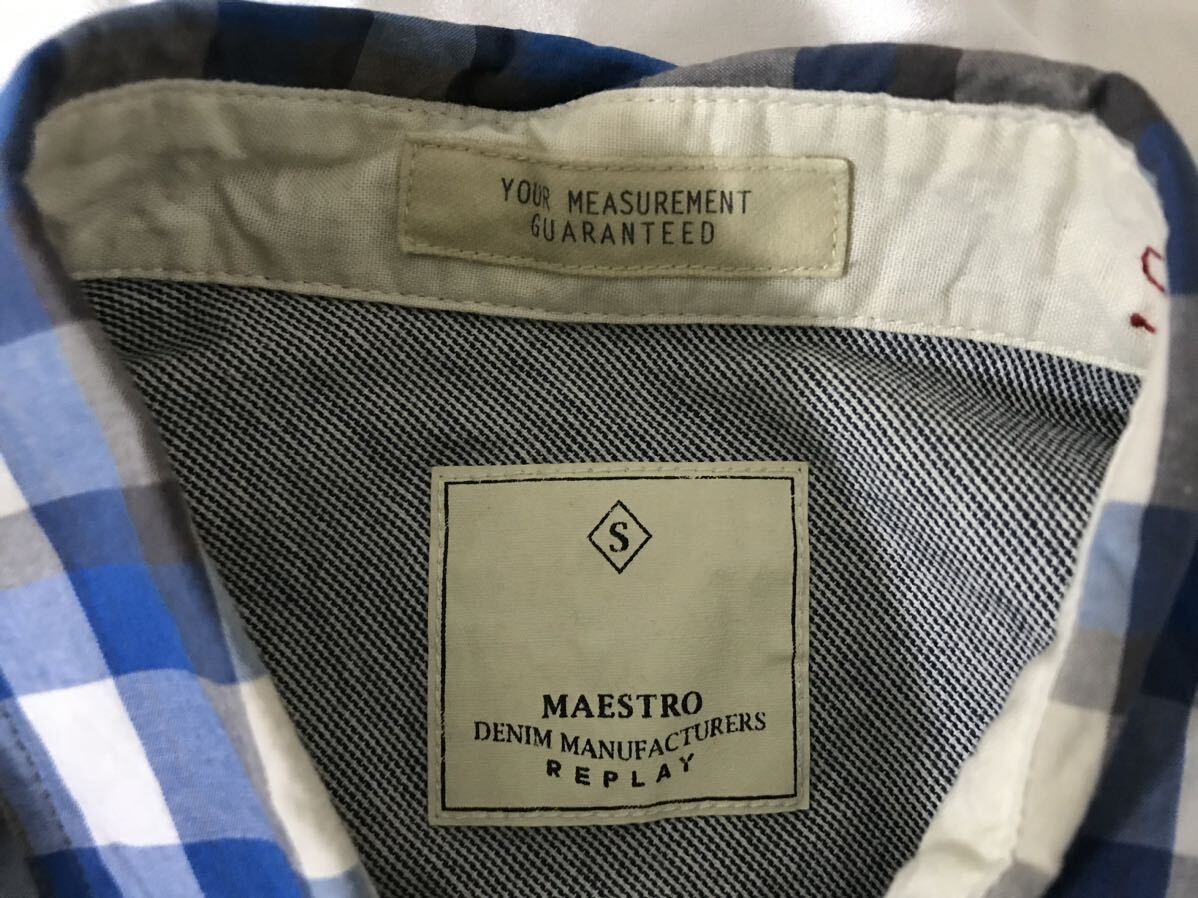 YOUR MEASUREMENT
GUARANTEED
S
MAESTRO
DENIM MANUFACTURERS
REPLAY